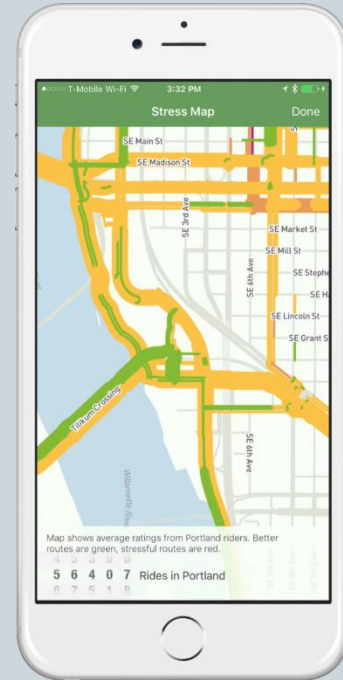 T-Mobile Wi-Fi 3:32 PM
Stress Map Done
SE Main St
SE Madison St
SE 3rd Ave
SE 6th Ave
SE Market St
SE Mill St
SE Steph
SE H
SE Lincoln St
SE Grant S
Tilikum Crossing
SE 6th Ave
Willamette Riv
Map shows average ratings from Portland riders. Better
routes are green, stressful routes are red.
5 6 4 0 7 Rides in Portland